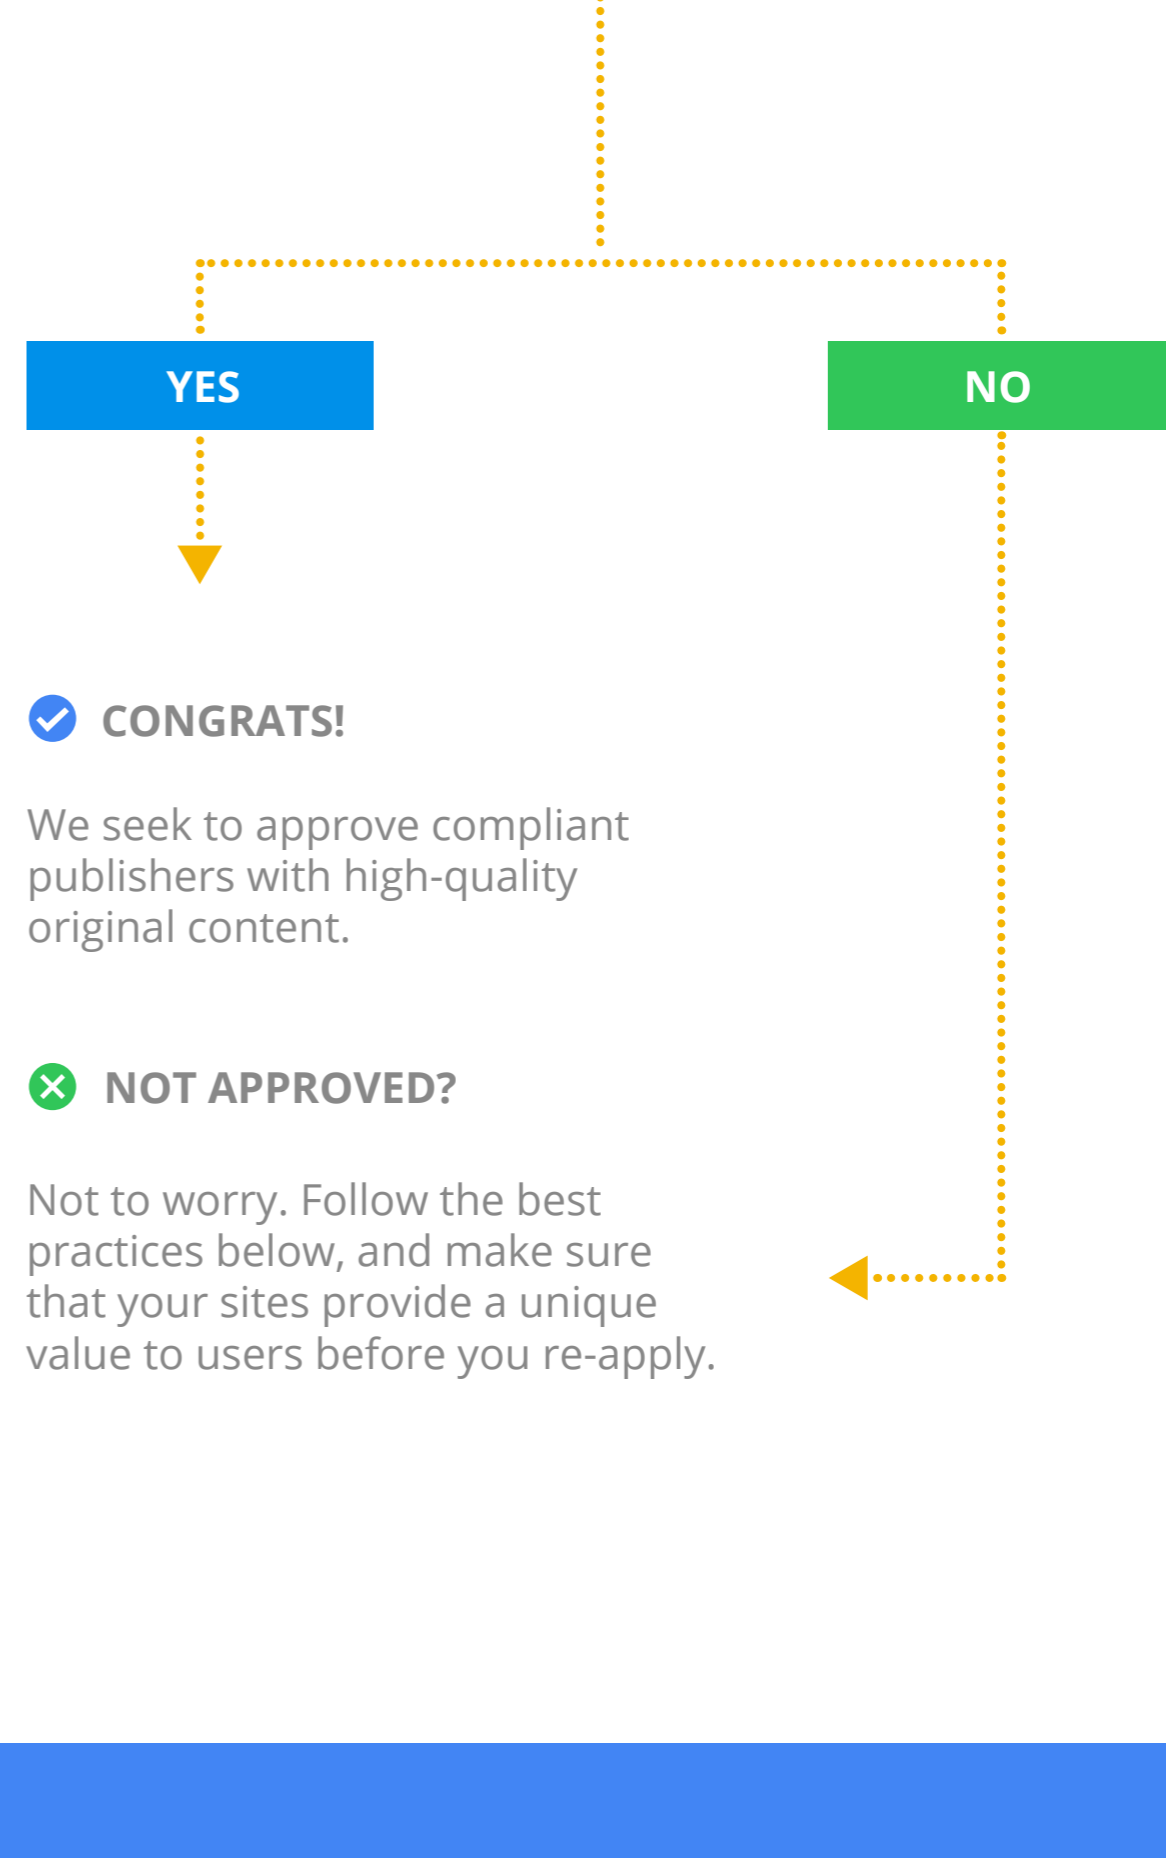 YES
NO
CONGRATS!
We seek to approve compliant
publishers with high-quality
original content.
NOT APPROVED?
Not to worry. Follow the best
practices below, and make sure
that your sites provide a unique
value to users before you re-apply.